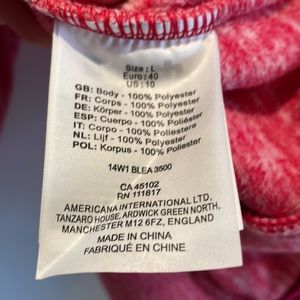 Size : L
Euro : 40
US : 10
GB: Body - 100% Polyester
FR: Corps - 100% Polyester
DE: Körper - 100% Polyester
ESP: Cuerpo - 100% Poliéster
IT: Corpo - 100% Poliestere
NL: Lijf - 100% Polyester
POL: Korpus - 100% Poliester
14W1 BLEA 3500
CA 45102
RN 111817
AMERICANA INTERNATIONAL LTD,
TANZARO HOUSE, ARDWICK GREEN NORTH,
MANCHESTER M12 6FZ, ENGLAND
MADE IN CHINA
FABRIQUÉ EN CHINE